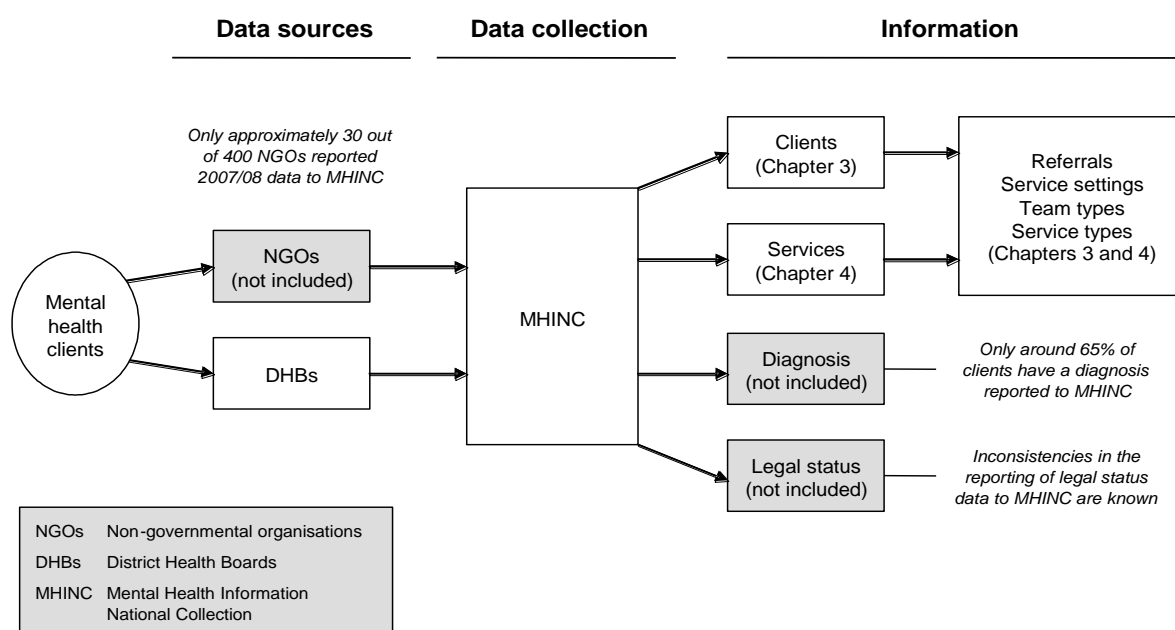 Data sources
Data collection
Information
Only approximately 30 out
of 400 NGOs reported
2007/08 data to MHINC
Mental
health
clients
NGOs
(not included)
DHBs
MHINC
Clients
(Chapter 3)
Services
(Chapter 4)
Diagnosis
(not included)
Legal status
(not included)
Referrals
Service settings
Team types
Service types
(Chapters 3 and 4)
Only around 65% of
clients have a diagnosis
reported to MHINC
Inconsistencies in the
reporting of legal status
data to MHINC are known
NGOs Non-governmental organisations
DHBs District Health Boards
MHINC Mental Health Information
National Collection